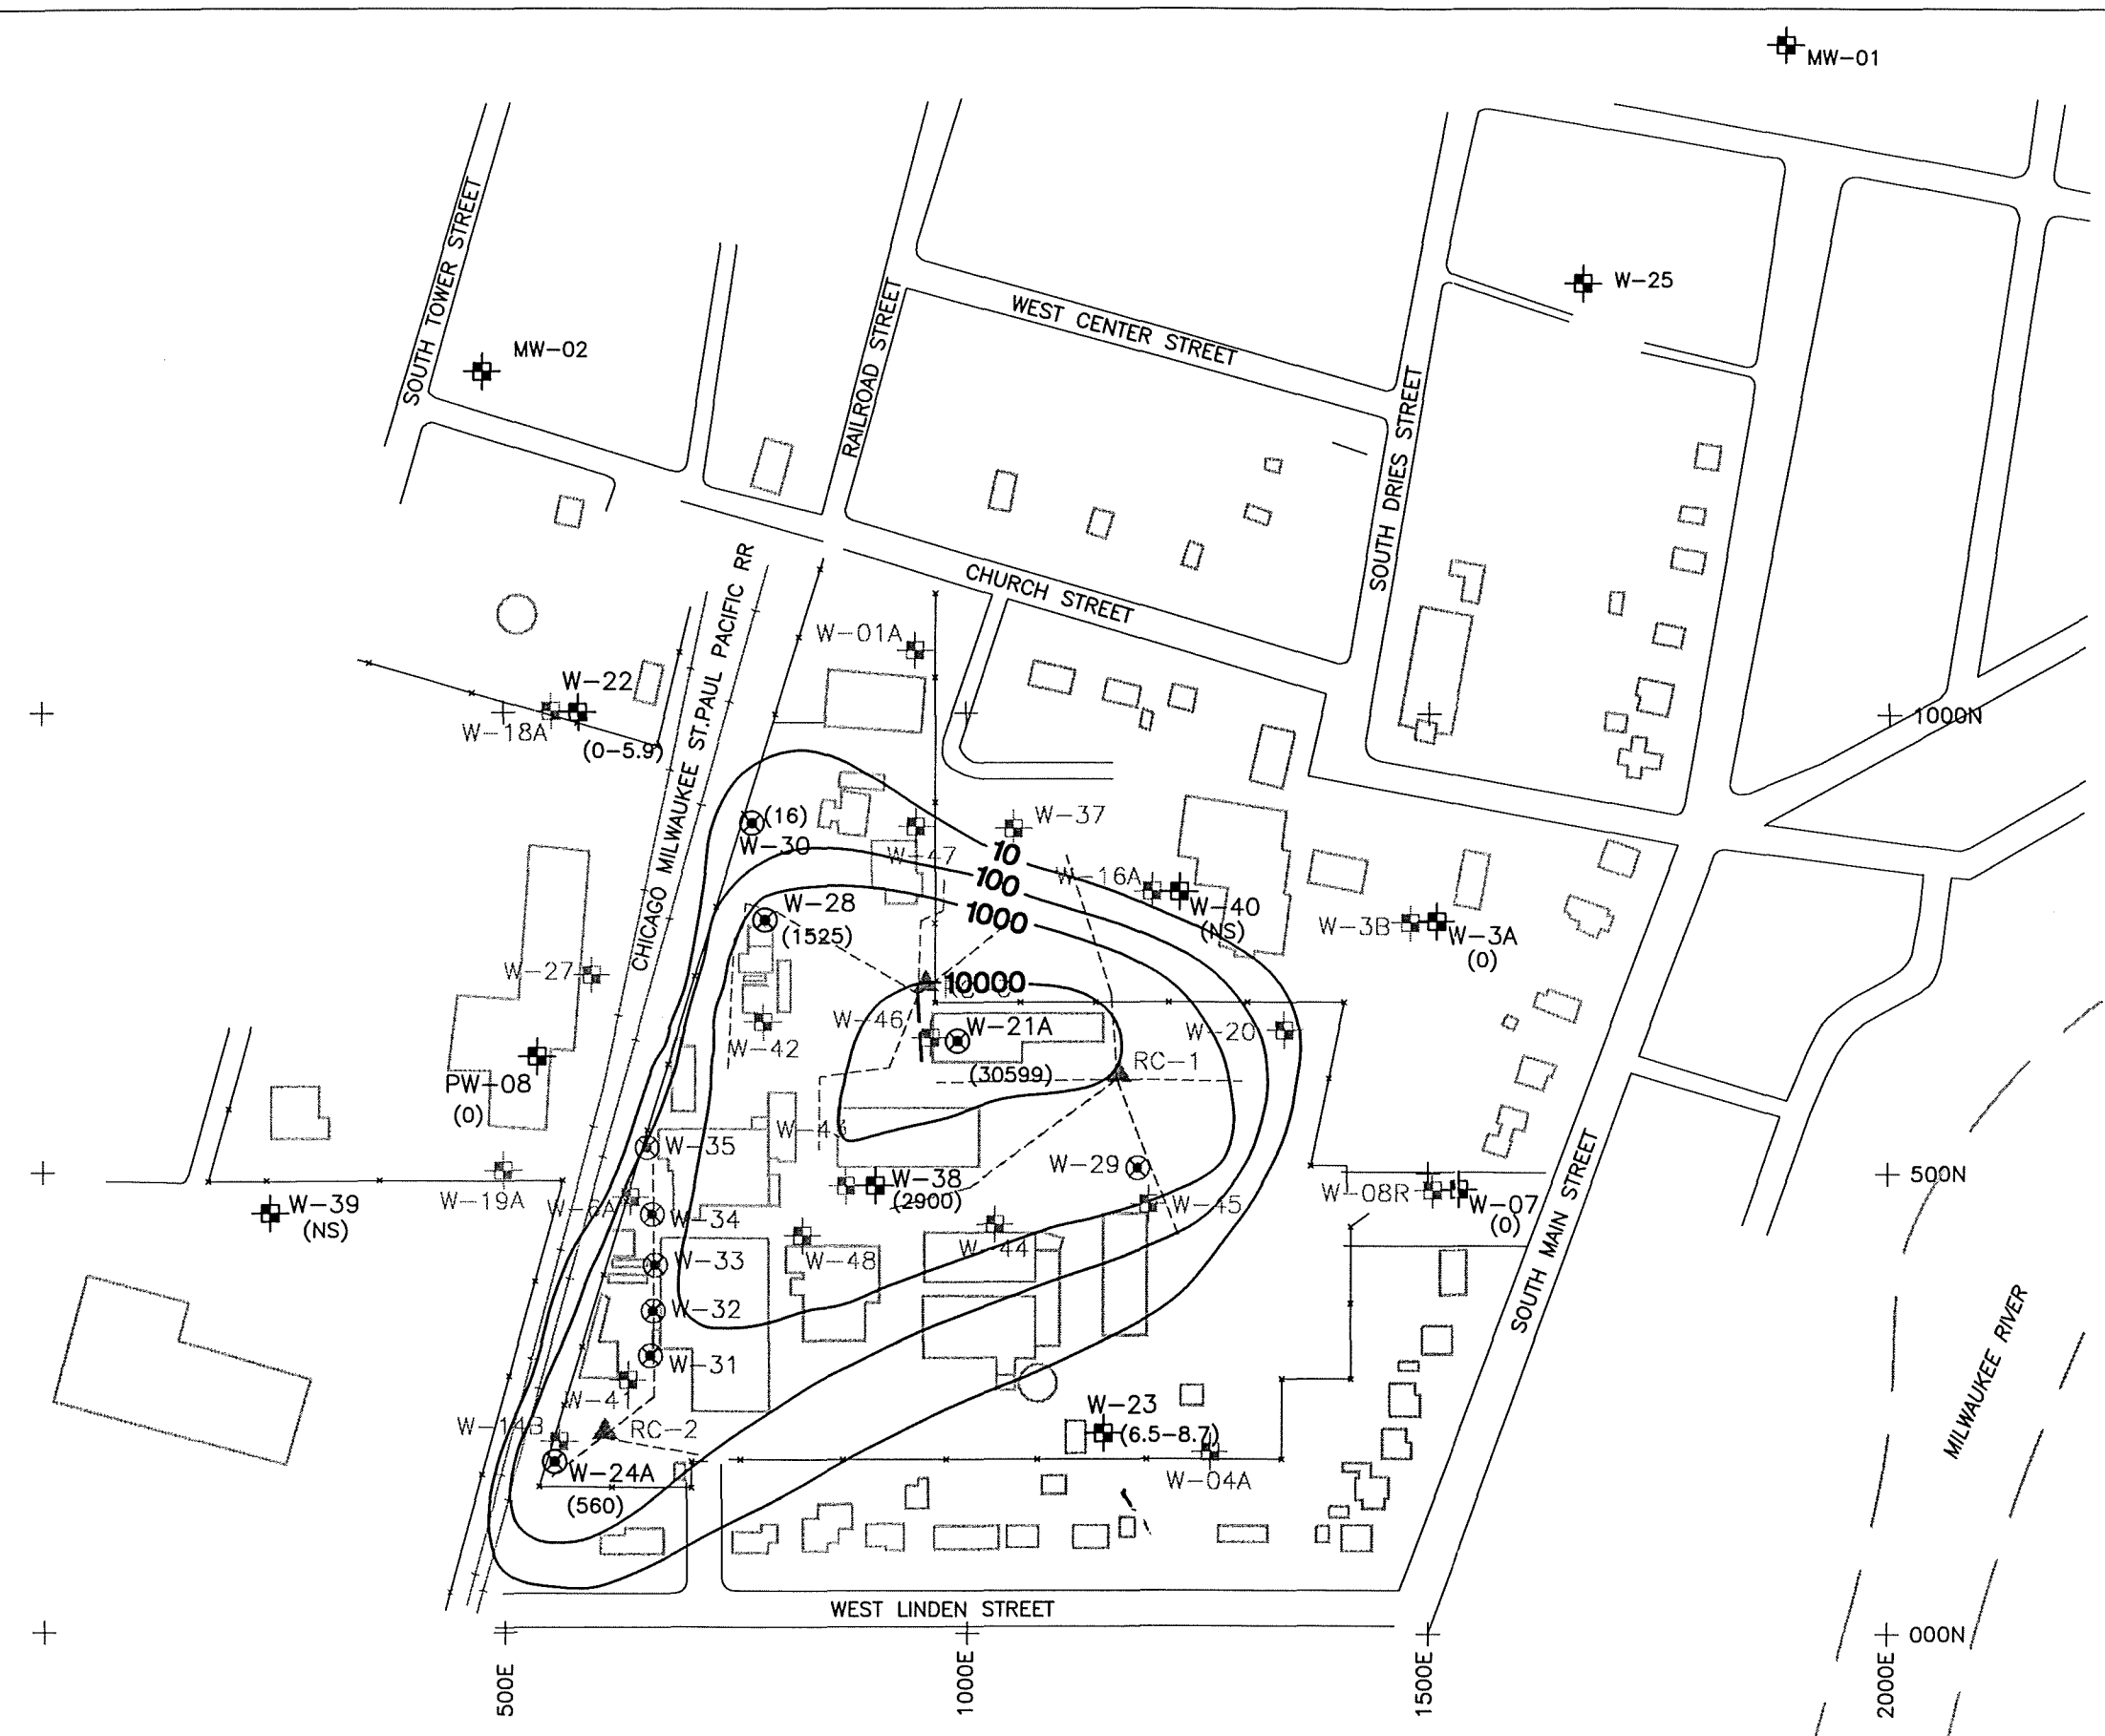 MW-01
W-25
SOUTH TOWER STREET
MW-02
RAILROAD STREET
WEST CENTER STREET
SOUTH DRIES STREET
CHURCH STREET
CHICAGO MILWAUKEE ST.PAUL PACIFIC RR
W-01A
W-22
W-18A
(0-5.9)
1000N
(16)
W-30
W-37
W-47
10
100
1000
W-16A
W-40
(NS)
W-28
(1525)
W-3B
W-3A
(0)
W-27
10000
W-46
W-21A
(30599)
W-20
RC-1
W-42
PW-08
(0)
W-35
W-29
W-38
(2900)
W-45
W-08R
W-07
(0)
500N
W-39
(NS)
W-19A
W-6A
W-34
W-33
W-48
W-44
W-32
W-31
W-41
SOUTH MAIN STREET
MILWAUKEE RIVER
W-14B
RC-2
W-23
(6.5-8.7)
W-04A
W-24A
(560)
WEST LINDEN STREET
000N
500E
1000E
1500E
2000E